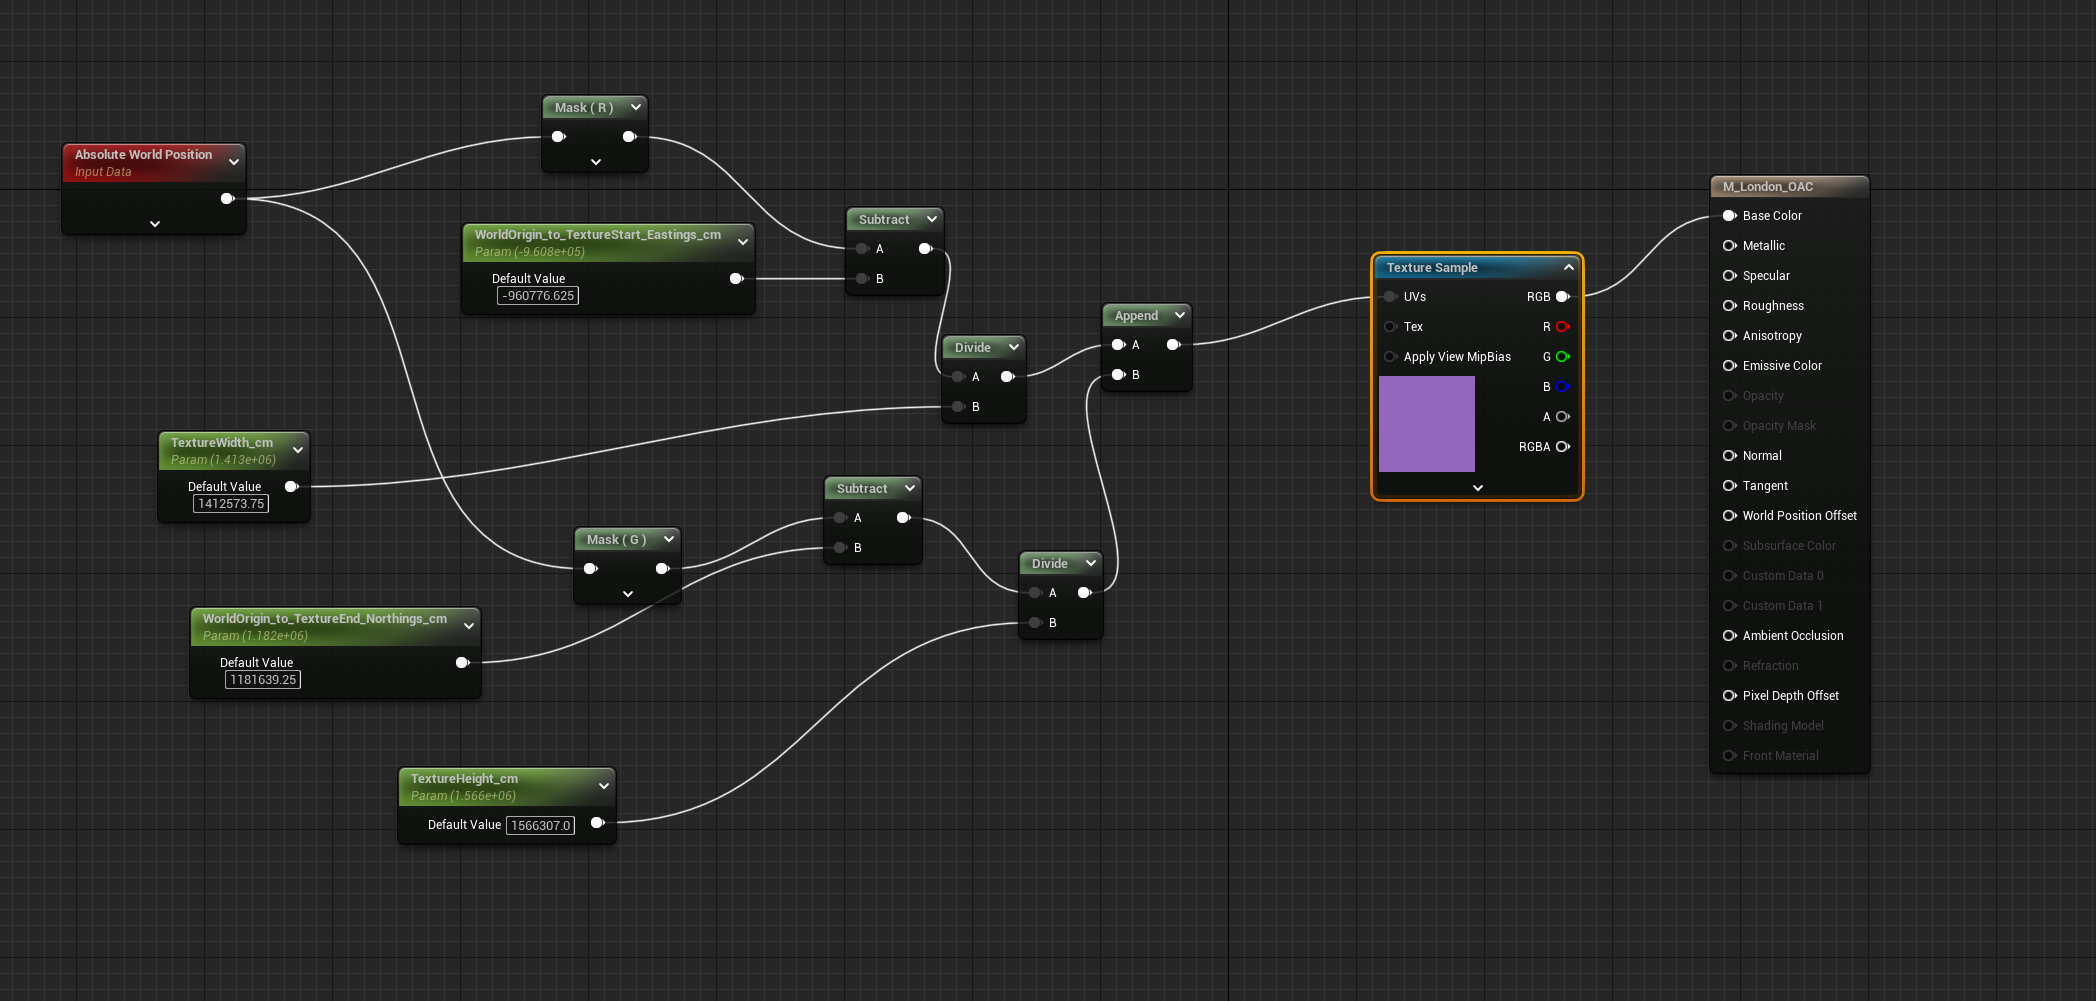 Mask ( R )
Absolute World Position
Input Data
WorldOrigin_to_TextureStart_Eastings_cm
Param (-9.608e+05)
Default Value
-960776.625
Subtract
A
B
Divide
A
B
Append
A
B
TextureWidth_cm
Param (1.413e+06)
Default Value
1412573.75
Mask ( G )
Subtract
A
B
WorldOrigin_to_TextureEnd_Northings_cm
Param (1.182e+06)
Default Value
1181639.25
Divide
A
B
TextureHeight_cm
Param (1.566e+06)
Default Value 1566307.0
Texture Sample
UVs RGB
Tex R
Apply View MipBias G
B
A
RGBA
M_London_OAC
Base Color
Metallic
Specular
Roughness
Anisotropy
Emissive Color
Opacity
Opacity Mask
Normal
Tangent
World Position Offset
Subsurface Color
Custom Data 0
Custom Data 1
Ambient Occlusion
Refraction
Pixel Depth Offset
Shading Model
Front Material